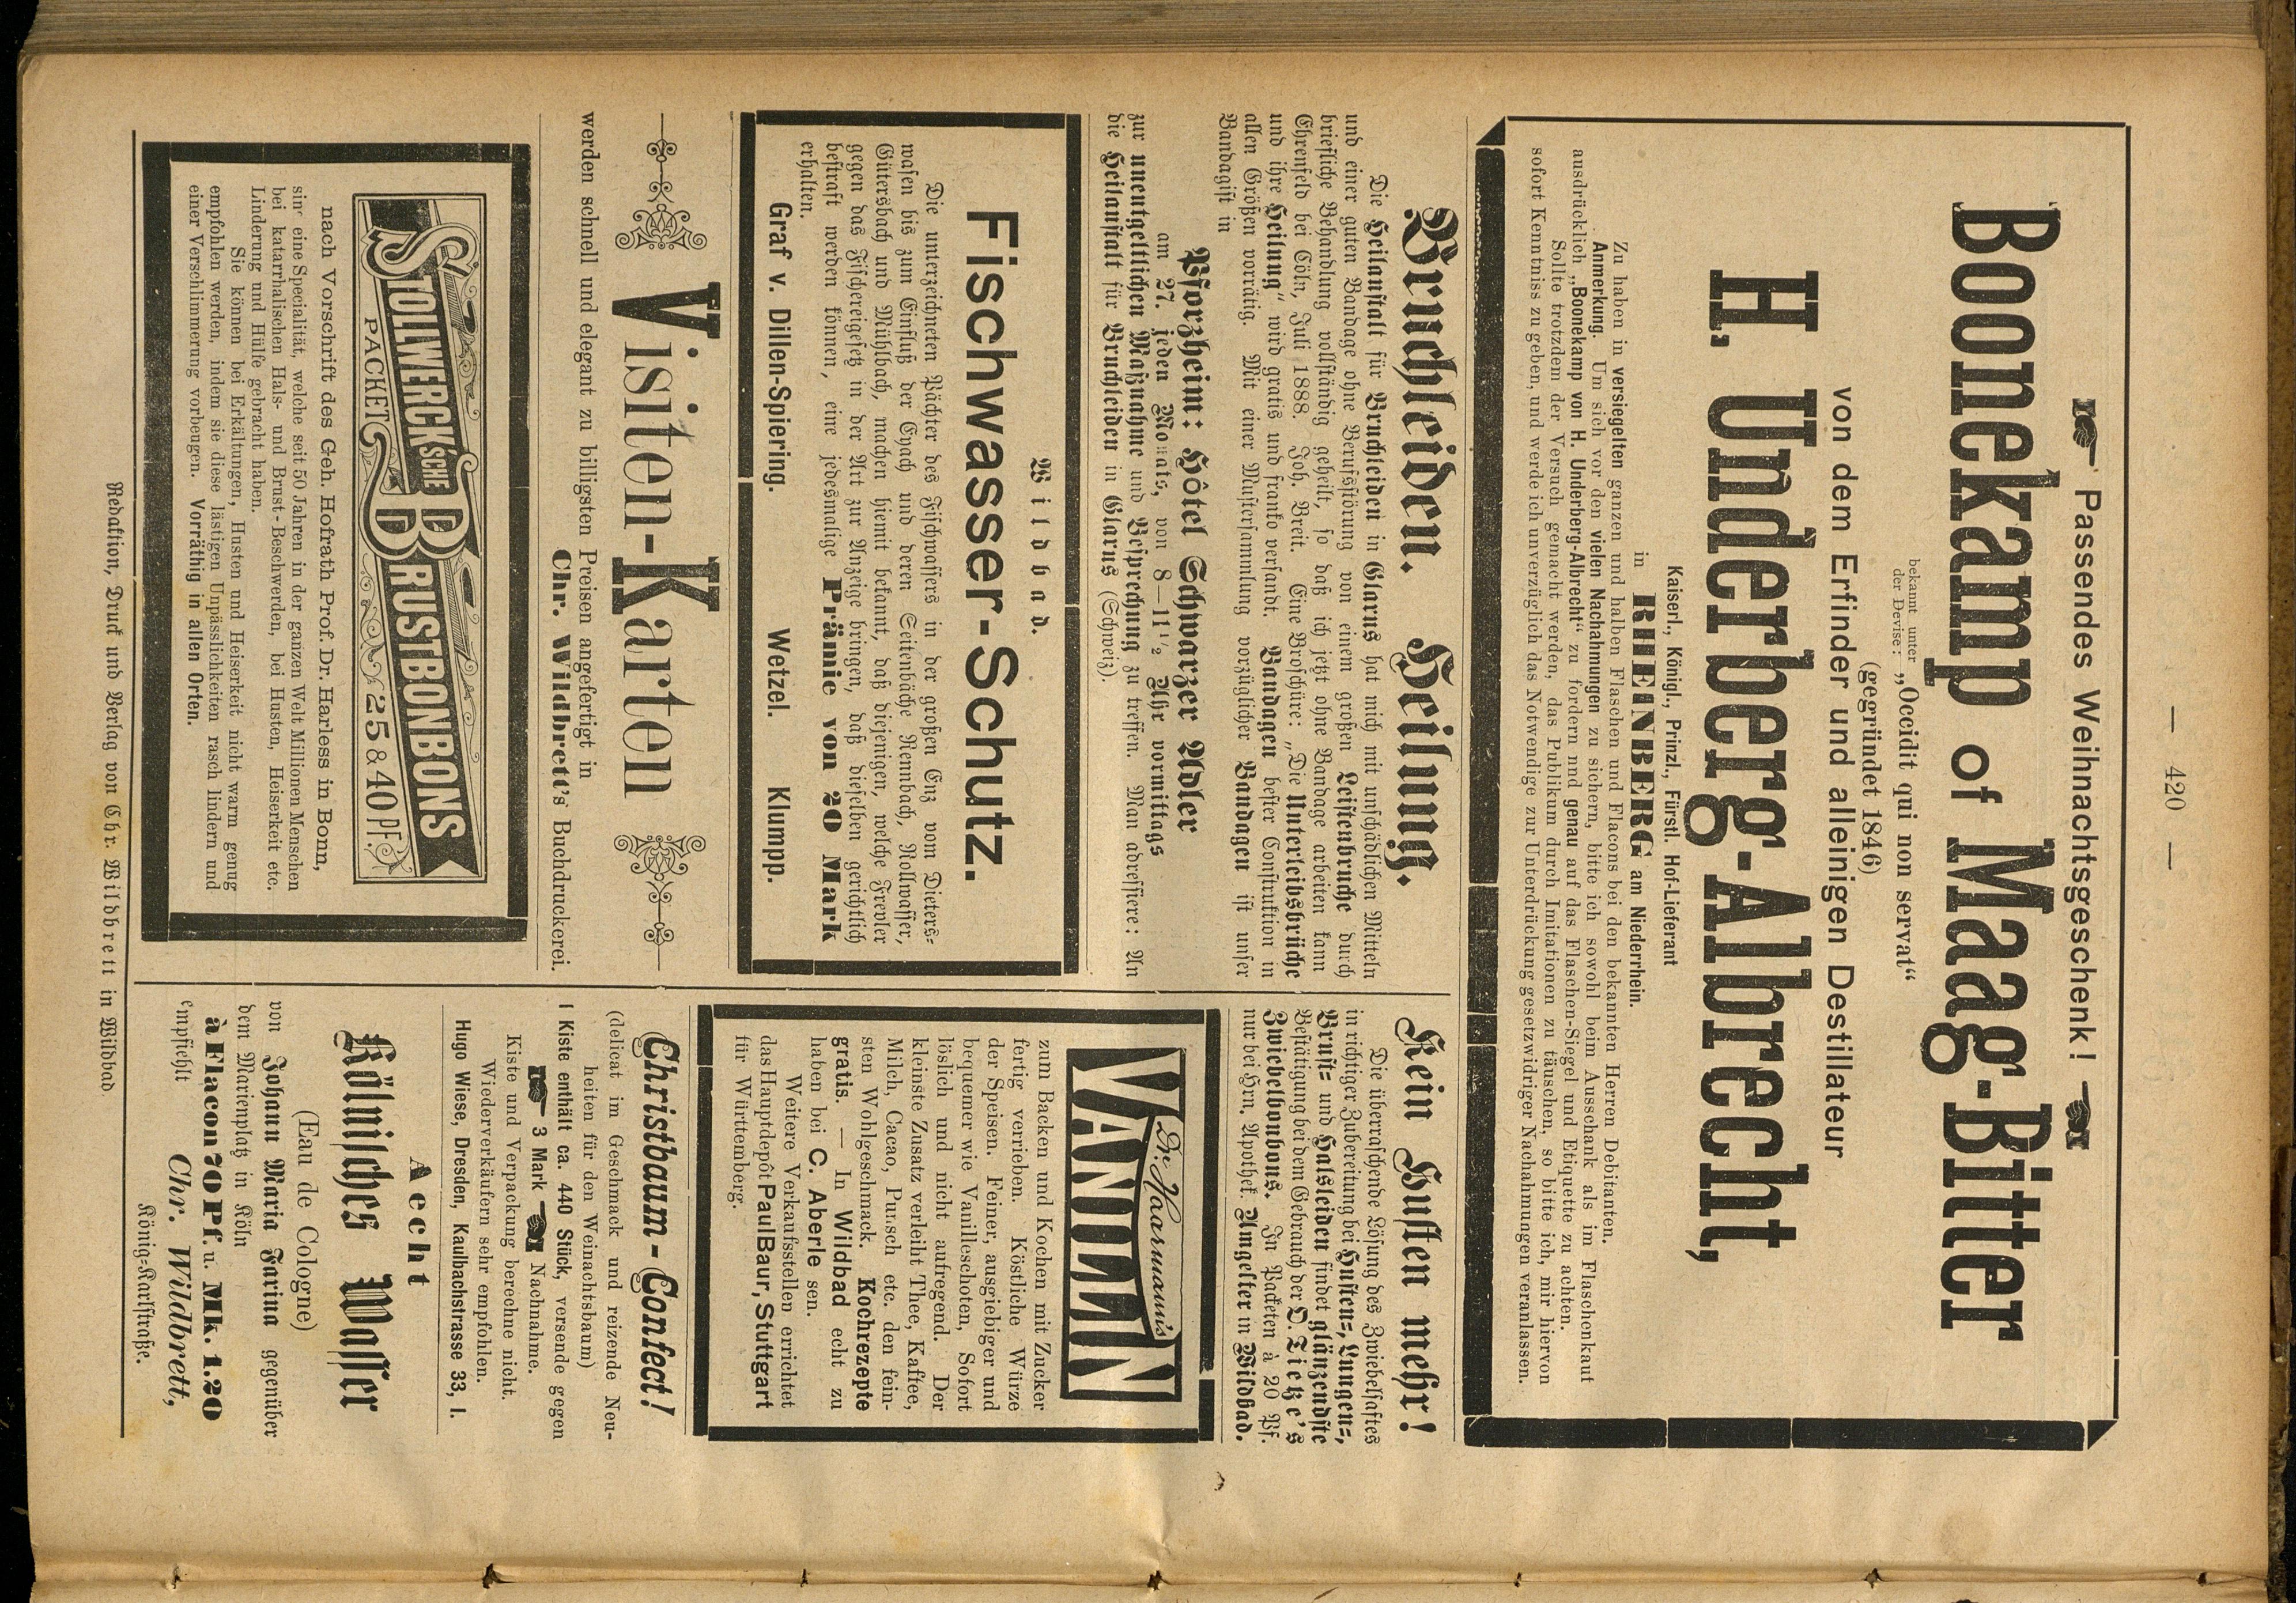 — 420 —
Passendes Weihnachtsgeschenk!
Boonekamp of Maag-Bitter
bekannt unter
der Devise: „Occidit qui non servat“
(gegründet 1846)
von dem Erfinder und alleinigen Destillateur
H. Underberg-Albrecht,
Kaiserl., Königl., Prinzl., Fürstl. Hof-Lieferant
in RHEINBERG am Niederrhein.
Zu haben in versiegelten ganzen und halben Flaschen und Flacons bei den bekannten Herren Debitanten.
Anmerkung. Um sich vor den vielen Nachahmungen zu sichern, bitte ich sowohl beim Ausschank als im Flaschenkauf
ausdrücklich „Boonekamp von H. Underberg-Albrecht“ zu fordern nnd genau auf das Flaschen-Siegel und Etiquette zu achten.
Sollte trotzdem der Versuch gemacht werden, das Publikum durch Imitationen zu täuschen, so bitte ich, mir hiervon
sofort Kenntniss zu geben, und werde ich unverzüglich das Notwendige zur Unterdrückung gesetzwidriger Nachahmungen veranlassen.
Bruchleiden. Heilung.
Die Heilanstalt für Bruchleiden in Glarus hat mich mit unschädlichen Mitteln
und einer guten Bandage ohne Berufsstörung von einem großen Leistenbruche durch
briefliche Behandlung vollständig geheilt, so daß ich jetzt ohne Bandage arbeiten kann
Ehrenfeld bei Cöln, Juli 1888. Joh. Breit. Eine Broschüre: „Die Unterleibsbrüche
und ihre Heilung“ wird gratis und franko versandt. Bandagen bester Construktion in
allen Größen vorrätig. Mit einer Mustersammlung vorzüglicher Bandagen ist unser
Bandagist in
Pforzheim: Hôtel Schwarzer Adler
am 27. jeden Monats, von 8—11½ Uhr vormittags
zur unentgeltlichen Maßnahme und Besprechung zu treffen. Man adressiere: An
die Heilanstalt für Bruchleiden in Glarus (Schweiz).
Wildbad.
Fischwasser-Schutz.
Die unterzeichneten Pächter des Fischwassers in der großen Enz vom Dieters-
wasen bis zum Einfluß der Eyach und deren Seitenbäche Rennbach, Rollwasser,
Gütersbach und Mühlbach, machen hiemit bekannt, daß diejenigen, welche Frevler
gegen das Fischereigesetz in der Art zur Anzeige bringen, daß dieselben gerichtlich
bestraft werden können, eine jedesmalige Prämie von 20 Mark
erhalten.
Graf v. Dillen-Spiering. Wetzel. Klumpp.
Visiten-Karten
werden schnell und elegant zu billigsten Preisen angefertigt in
Chr. Wildbrett's Buchdruckerei.
STOLLWERCK'SCHE BRUSTBONBONS
PACKET 25 & 40 PF.
nach Vorschrift des Geh. Hofrath Prof. Dr. Harless in Bonn,
sind eine Specialität, welche seit 50 Jahren in der ganzen Welt Millionen Menschen
bei katarrhalischen Hals- und Brust-Beschwerden, bei Husten, Heiserkeit etc.
Linderung und Hülfe gebracht haben.
Sie können bei Erkältungen, Husten und Heiserkeit nicht warm genug
empfohlen werden, indem sie diese lästigen Unpässlichkeiten rasch lindern und
einer Verschlimmerung vorbeugen. Vorräthig in allen Orten.
Kein Husten mehr!
Die überraschende Lösung des Zwiebelsaftes
in richtiger Zubereitung bei Husten-, Lungen-,
Brust- und Halsleiden findet glänzendste
Bestätigung bei dem Gebrauch der O. Tietze's
Zwiebelbonbons. In Packeten à 20 Pf.
nur bei Hrn. Apothek. Umgelter in Wildbad.
Dr. Haarmann's
VANILLIN
zum Backen und Kochen mit Zucker
fertig verrieben. Köstliche Würze
der Speisen. Feiner, ausgiebiger und
bequemer wie Vanilleschoten, Sofort
löslich und nicht aufregend. Der
kleinste Zusatz verleiht Thee, Kaffee,
Milch, Cacao, Punsch etc. den fein-
sten Wohlgeschmack. Kochrezepte
gratis. — In Wildbad echt zu
haben bei C. Aberle sen.
Weitere Verkaufsstellen errichtet
das Hauptdepôt Paul Baur, Stuttgart
für Württemberg.
Christbaum-Confect!
(delicat im Geschmack und reizende Neu-
heiten für den Weinachtsbaum)
1 Kiste enthält ca. 440 Stück, versende gegen
3 Mark Nachnahme.
Kiste und Verpackung berechne nicht.
Wiederverkäufern sehr empfohlen.
Hugo Wiese, Dresden, Kaulbachstrasse 33, I.
Aecht
Kölnisches Wasser
(Eau de Cologne)
von Johann Maria Farina gegenüber
dem Marienplatz in Köln
à Flacon 70 Pf. u. Mk. 1.20
empfiehlt Chr. Wildbrett,
König-Karlstraße.
Redaktion, Druck und Verlag von Chr. Wildbrett in Wildbad.